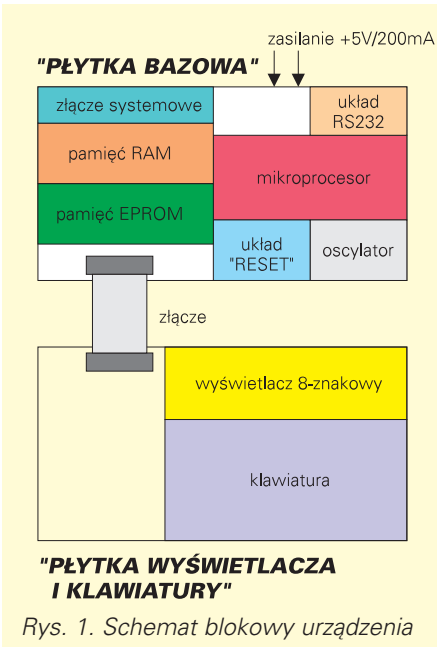 zasilanie +5V/200mA
"PŁYTKA BAZOWA"
złącze systemowe
układ
RS232
pamięć RAM
mikroprocesor
pamięć EPROM
układ
"RESET"
oscylator
złącze
wyświetlacz 8-znakowy
klawiatura
"PŁYTKA WYŚWIETLACZA
I KLAWIATURY"
Rys. 1. Schemat blokowy urządzenia